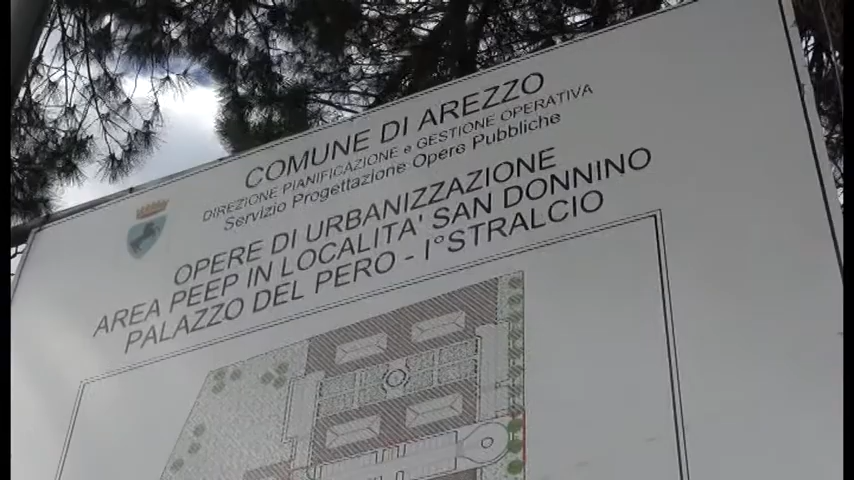 COMUNE DI AREZZO
DIREZIONE PIANIFICAZIONE e GESTIONE OPERATIVA
Servizio Progettazione Opere Pubbliche
OPERE DI URBANIZZAZIONE
AREA PEEP IN LOCALITA' SAN DONNINO
PALAZZO DEL PERO - I°STRALCIO